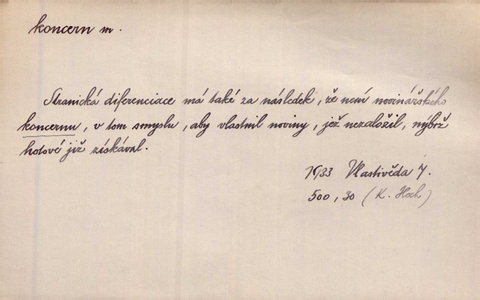 koncern m.
Stranická diferenciace má také za následek, že není novinářského
koncernu, v tom smyslu, aby vlastnil noviny, jež nezaložil, nýbrž
hotové již získával.
1933 Vlastivěda 7.
500, 30 (K. Hoch)